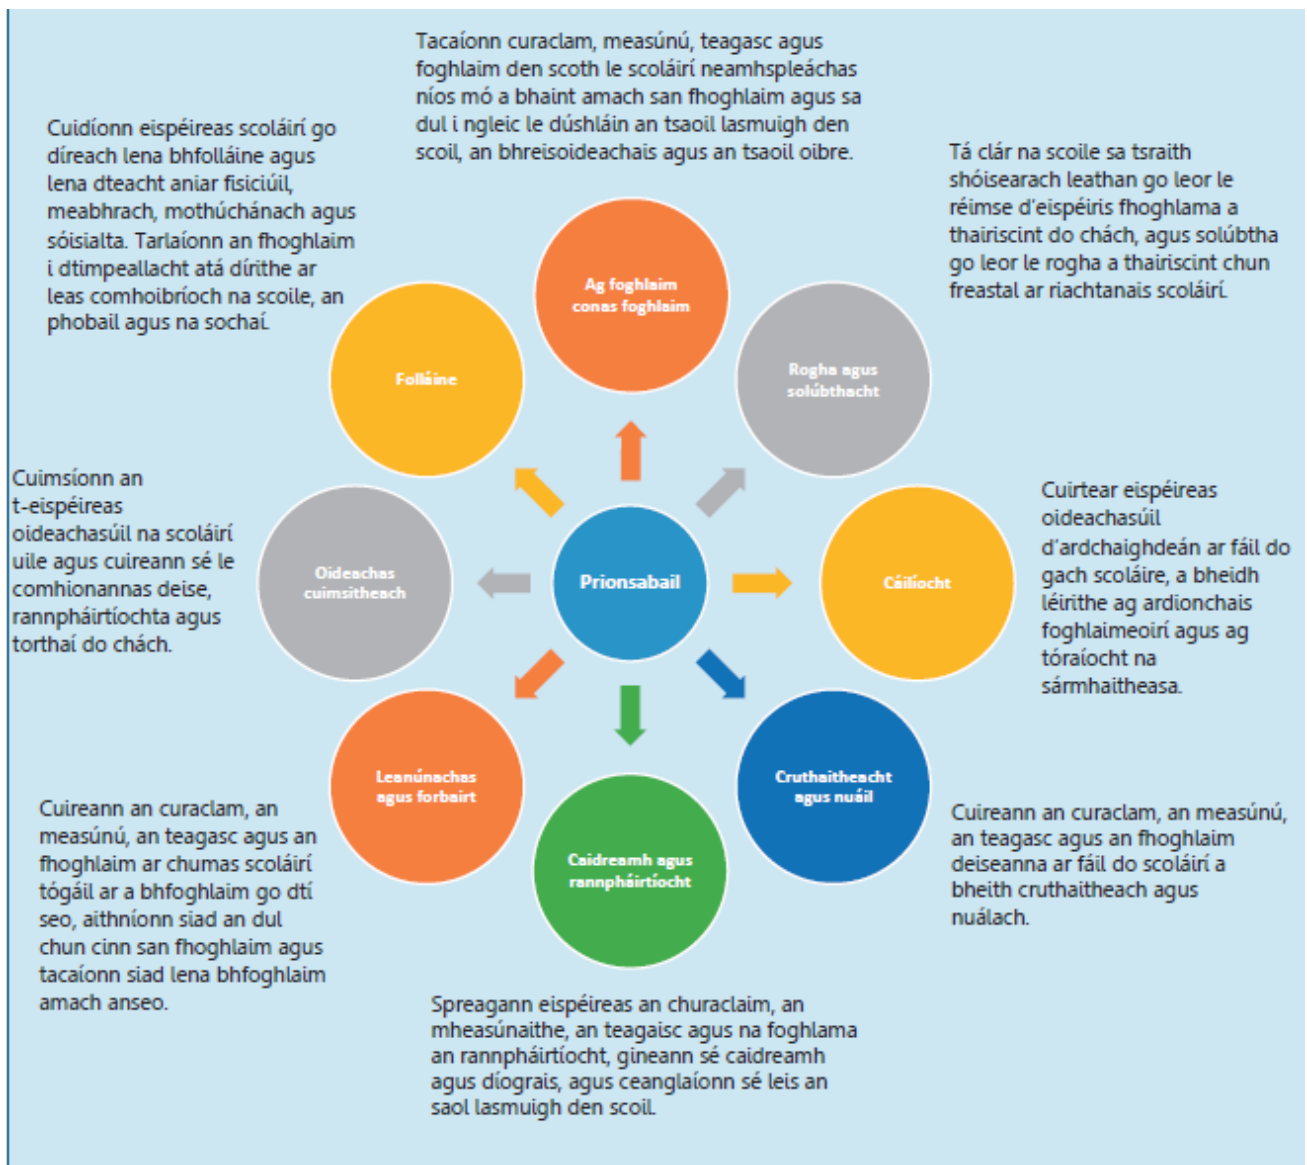 Tacaíonn curaclam, measúnú, teagasc agus
foghlaim den scoth le scoláirí neamhspleáchas
níos mó a bhaint amach san fhoghlaim agus sa
dul i ngleic le dúshláin an tsaoil lasmuigh den
scoil, an bhreisoideachais agus an tsaoil oibre.
Cuidíonn eispéireas scoláirí go
díreach lena bhfolláine agus
lena dteacht aniar fisiciúil,
meabhrach, mothúchánach agus
sóisialta. Tarlaíonn an fhoghlaim
i dtimpeallacht atá dírithe ar
leas comhoibríoch na scoile, an
phobail agus na sochaí.
Tá clár na scoile sa tsraith
shóisearach leathan go leor le
réimse d'eispéiris fhoghlama a
thairiscint do chách, agus solúbtha
go leor le rogha a thairiscint chun
freastal ar riachtanais scoláirí.
Ag foghlaim
conas foghlaim
Folláine
Rogha agus
solúbthacht
Cuimsíonn an
t-eispéireas
oideachasúil na scoláirí
uile agus cuireann sé le
comhionannas deise,
rannpháirtíochta agus
torthaí do chách.
Oideachas
cuimsitheach
Prionsabail
Cáilíocht
Cuirtear eispéireas
oideachasúil
d'ardchaighdeán ar fáil do
gach scoláire, a bheidh
léirithe ag ardionchais
foghlaimeoirí agus ag
tóraíocht na
sármhaitheasa.
Leanúnachas
agus forbairt
Caidreamh agus
rannpháirtíocht
Cruthaitheacht
agus nuáil
Cuireann an curaclam, an
measúnú, an teagasc agus an
fhoghlaim ar chumas scoláirí
tógáil ar a bhfoghlaim go dtí
seo, aithníonn siad an dul
chun cinn san fhoghlaim agus
tacaíonn siad lena bhfoghlaim
amach anseo.
Cuireann an curaclam, an measúnú,
an teagasc agus an fhoghlaim
deiseanna ar fáil do scoláirí a
bheith cruthaitheach agus
nuálach.
Spreagann eispéireas an churaclaim, an
mheasúnaithe, an teagaisc agus na foghlama
an rannpháirtíocht, gineann sé caidreamh
agus díograis, agus ceanglaíonn sé leis an
saol lasmuigh den scoil.